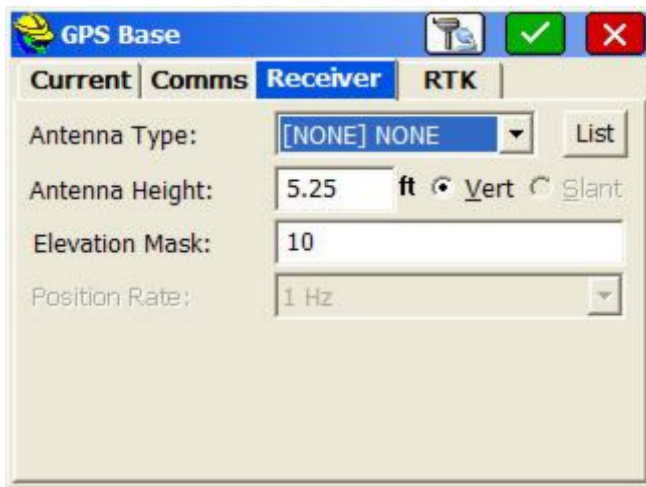 GPS Base
Current Comms Receiver RTK
Antenna Type: [NONE] NONE List
Antenna Height: 5.25 ft Vert Slant
Elevation Mask: 10
Position Rate: 1 Hz